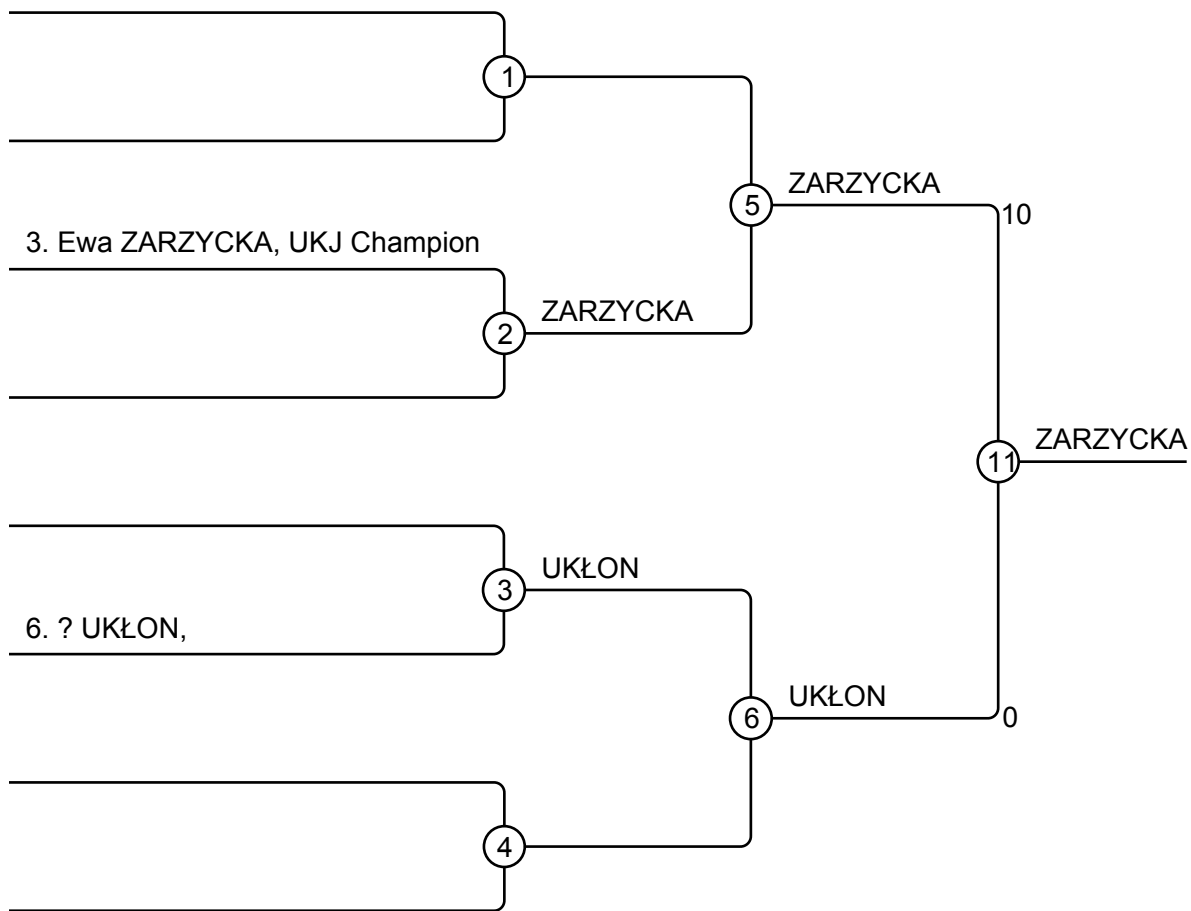 1
ZARZYCKA
5
10
3. Ewa ZARZYCKA, UKJ Champion
ZARZYCKA
2
ZARZYCKA
11
UKŁON
3
6. ? UKŁON,
UKŁON
6
0
4